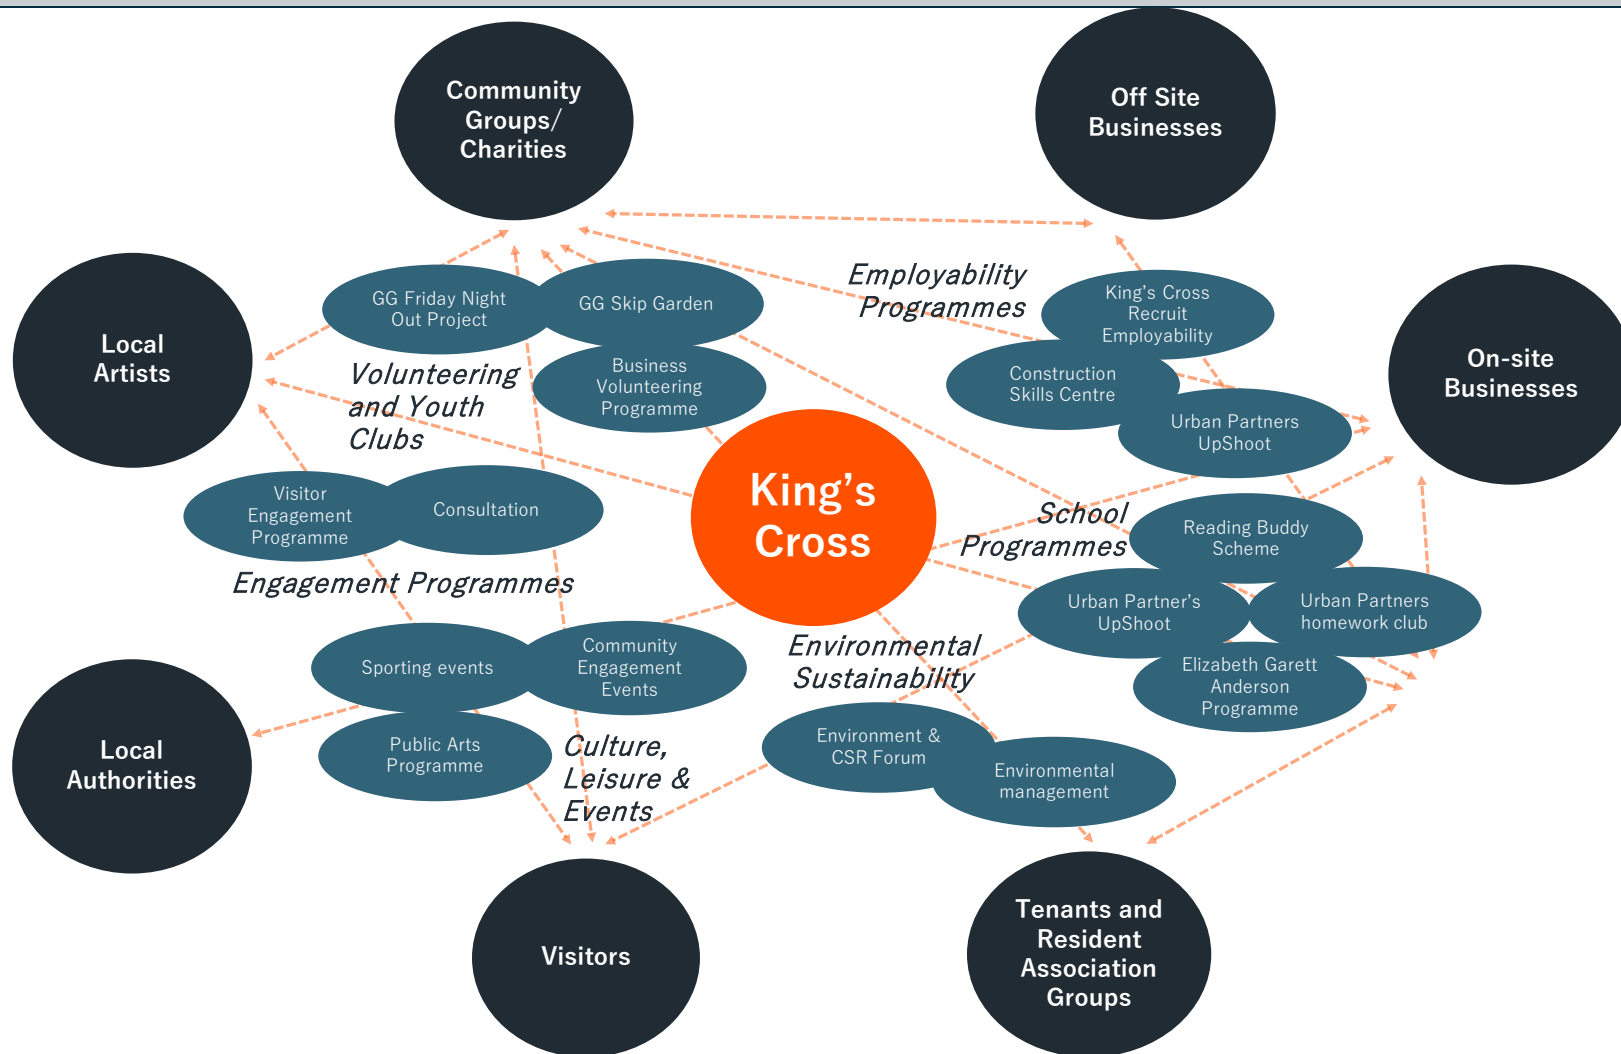 Community
Groups/
Charities
Off Site
Businesses
Local
Artists
GG Friday Night
Out Project
GG Skip Garden
Employability
Programmes
King's Cross
Recruit
Employability
On-site
Businesses
Volunteering
and Youth
Clubs
Business
Volunteering
Programme
Construction
Skills Centre
Urban Partners
UpShoot
King's
Cross
Visitor
Engagement
Programme
Consultation
School
Programmes
Reading Buddy
Scheme
Engagement Programmes
Urban Partner's
UpShoot
Urban Partners
homework club
Sporting events
Community
Engagement
Events
Environmental
Sustainability
Elizabeth Garett
Anderson
Programme
Local
Authorities
Public Arts
Programme
Culture,
Leisure &
Events
Environment &
CSR Forum
Environmental
management
Visitors
Tenants and
Resident
Association
Groups